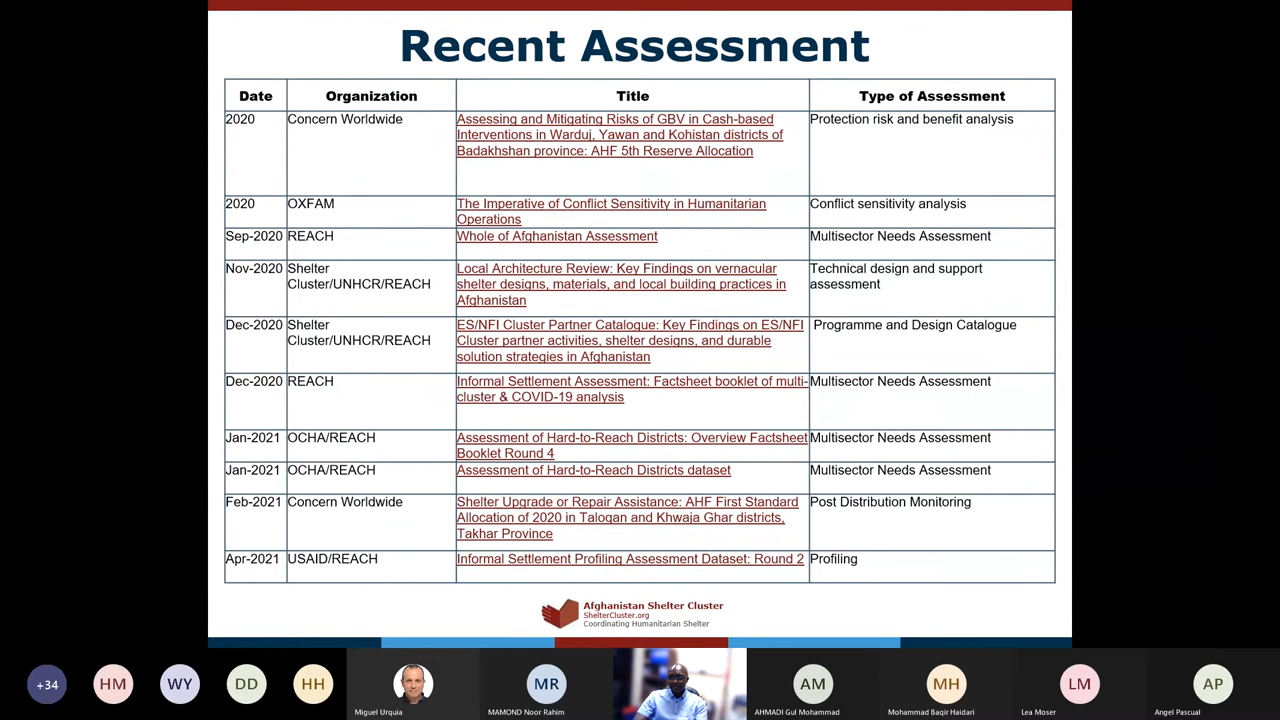 Recent Assessment
Date Organization Title Type of Assessment
2020 Concern Worldwide Assessing and Mitigating Risks of GBV in Cash-based Protection risk and benefit analysis
Interventions in Warduj, Yawan and Kohistan districts of
Badakhshan province: AHF 5th Reserve Allocation
2020 OXFAM The Imperative of Conflict Sensitivity in Humanitarian Conflict sensitivity analysis
Operations
Sep-2020 REACH Whole of Afghanistan Assessment Multisector Needs Assessment
Nov-2020 Shelter Local Architecture Review: Key Findings on vernacular Technical design and support
Cluster/UNHCR/REACH shelter designs, materials, and local building practices in assessment
Afghanistan
Dec-2020 Shelter ES/NFI Cluster Partner Catalogue: Key Findings on ES/NFI Programme and Design Catalogue
Cluster/UNHCR/REACH Cluster partner activities, shelter designs, and durable
solution strategies in Afghanistan
Dec-2020 REACH Informal Settlement Assessment: Factsheet booklet of multi- Multisector Needs Assessment
cluster & COVID-19 analysis
Jan-2021 OCHA/REACH Assessment of Hard-to-Reach Districts: Overview Factsheet Multisector Needs Assessment
Booklet Round 4
Jan-2021 OCHA/REACH Assessment of Hard-to-Reach Districts dataset Multisector Needs Assessment
Feb-2021 Concern Worldwide Shelter Upgrade or Repair Assistance: AHF First Standard Post Distribution Monitoring
Allocation of 2020 in Taloqan and Khwaja Ghar districts,
Takhar Province
Apr-2021 USAID/REACH Informal Settlement Profiling Assessment Dataset: Round 2 Profiling
Afghanistan Shelter Cluster
ShelterCluster.org
Coordinating Humanitarian Shelter
+34 HM WY DD HH MR AM MH LM AP
Miguel Urquia MAMOND Noor Rahim AHMADI Gul Mohammad Mohammad Baqir Haidari Lea Moser Angel Pascual